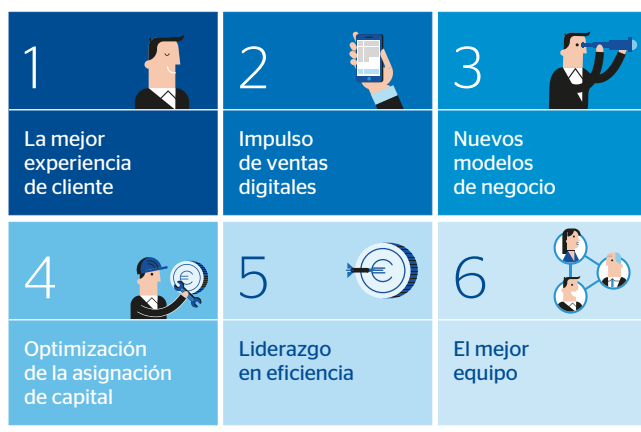 1
La mejor
experiencia
de cliente
2
Impulso
de ventas
digitales
3
Nuevos
modelos
de negocio
4
Optimización
de la asignación
de capital
€
5
Liderazgo
en eficiencia
€
6
El mejor
equipo